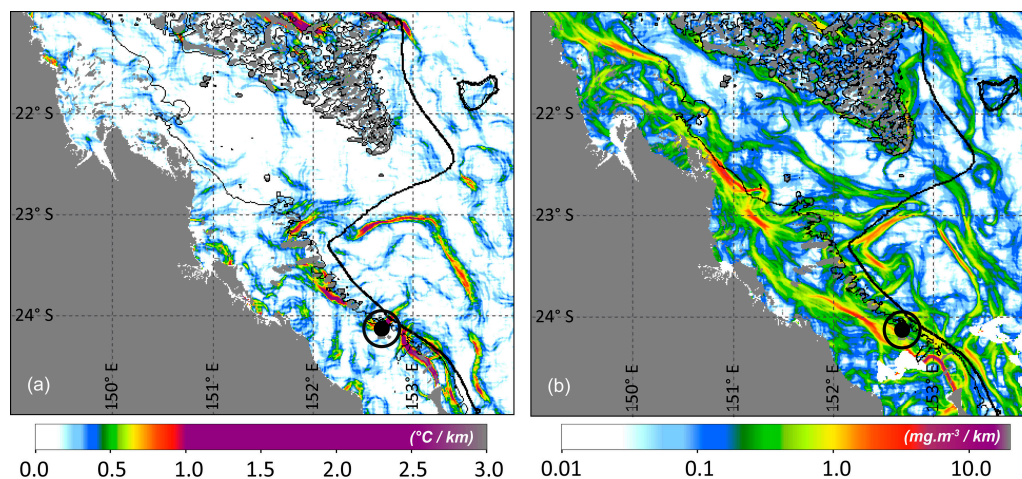 22° S
23° S
24° S
150° E
151° E
152° E
153° E
(a)
(°C / km)
0.0 0.5 1.0 1.5 2.0 2.5 3.0
22° S
23° S
24° S
150° E
151° E
152° E
153° E
(b)
(mg.m⁻³ / km)
0.01 0.1 1.0 10.0